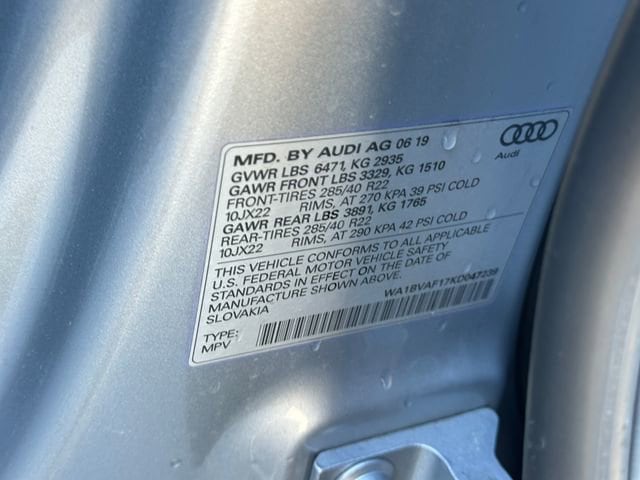 MFD. BY AUDI AG 06 19
GVWR LBS 6471, KG 2935
GAWR FRONT LBS 3329, KG 1510
FRONT-TIRES 285/40 R22
10JX22 RIMS, AT 270 KPA 39 PSI COLD
GAWR REAR LBS 3891, KG 1765
REAR-TIRES 285/40 R22
10JX22 RIMS, AT 290 KPA 42 PSI COLD
THIS VEHICLE CONFORMS TO ALL APPLICABLE
U.S. FEDERAL MOTOR VEHICLE SAFETY
STANDARDS IN EFFECT ON THE DATE OF
MANUFACTURE SHOWN ABOVE.
SLOVAKIA
WA1BVAF17KD047239
TYPE:
MPV
Audi